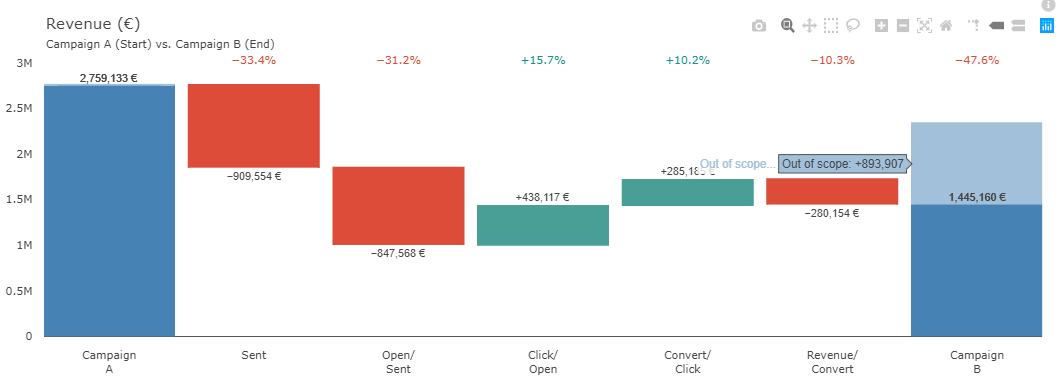 Revenue (€)
Campaign A (Start) vs. Campaign B (End)
3M
2.5M
2M
1.5M
1M
0.5M
0
−33.4%
−31.2%
+15.7%
+10.2%
−10.3%
−47.6%
2,759,133 €
−909,554 €
−847,568 €
+438,117 €
€
−280,154 €
1,445,160 €
Out of scope...
Out of scope: +893,907
Campaign
A
Sent
Open/
Sent
Click/
Open
Convert/
Click
Revenue/
Convert
Campaign
B